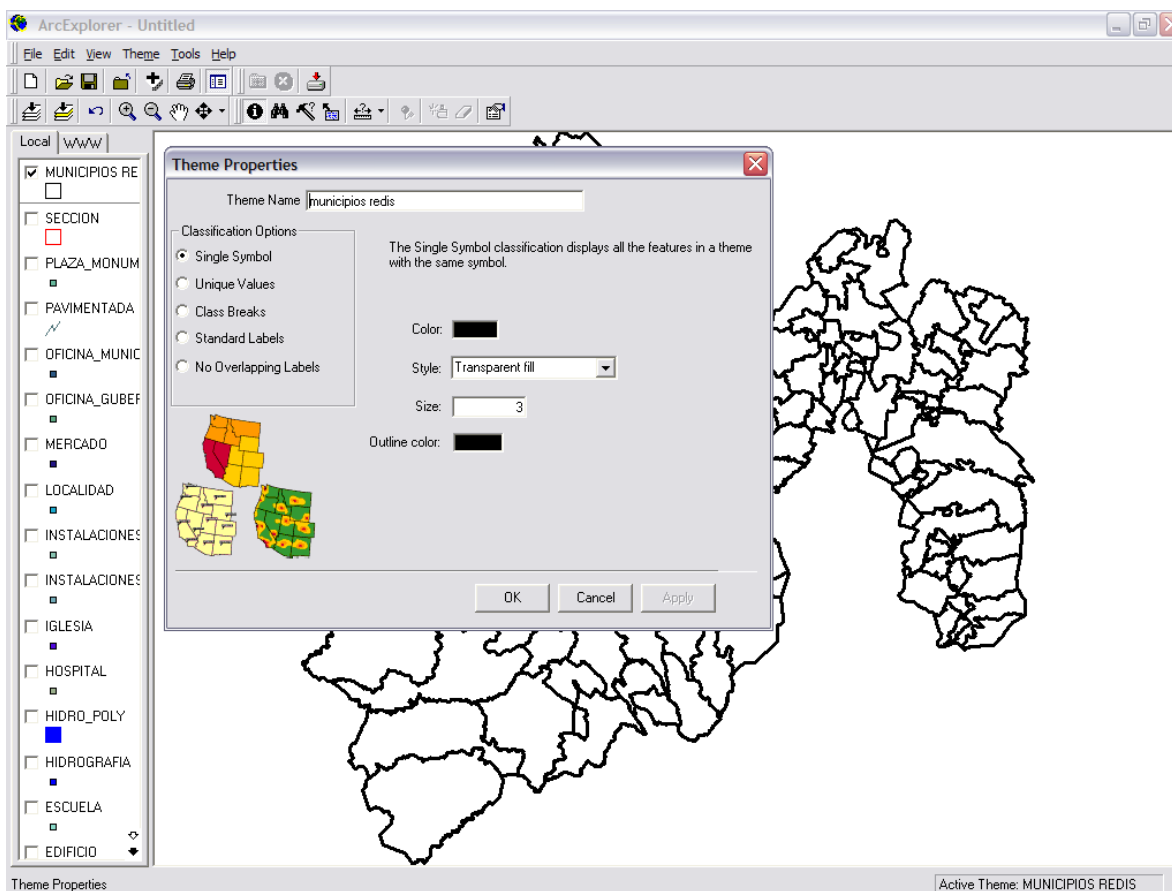 ArcExplorer - Untitled
File Edit View Theme Tools Help
Local WWW
MUNICIPIOS RE
SECCION
PLAZA_MONUM
PAVIMENTADA
OFICINA_MUNIC
OFICINA_GUBER
MERCADO
LOCALIDAD
INSTALACIONES
INSTALACIONES
IGLESIA
HOSPITAL
HIDRO_POLY
HIDROGRAFIA
ESCUELA
EDIFICIO
Theme Properties
Theme Name municipios redis
Classification Options
Single Symbol
Unique Values
Class Breaks
Standard Labels
No Overlapping Labels
The Single Symbol classification displays all the features in a theme
with the same symbol.
Color:
Style: Transparent fill
Size: 3
Outline color:
OK Cancel Apply
Theme Properties
Active Theme: MUNICIPIOS REDIS